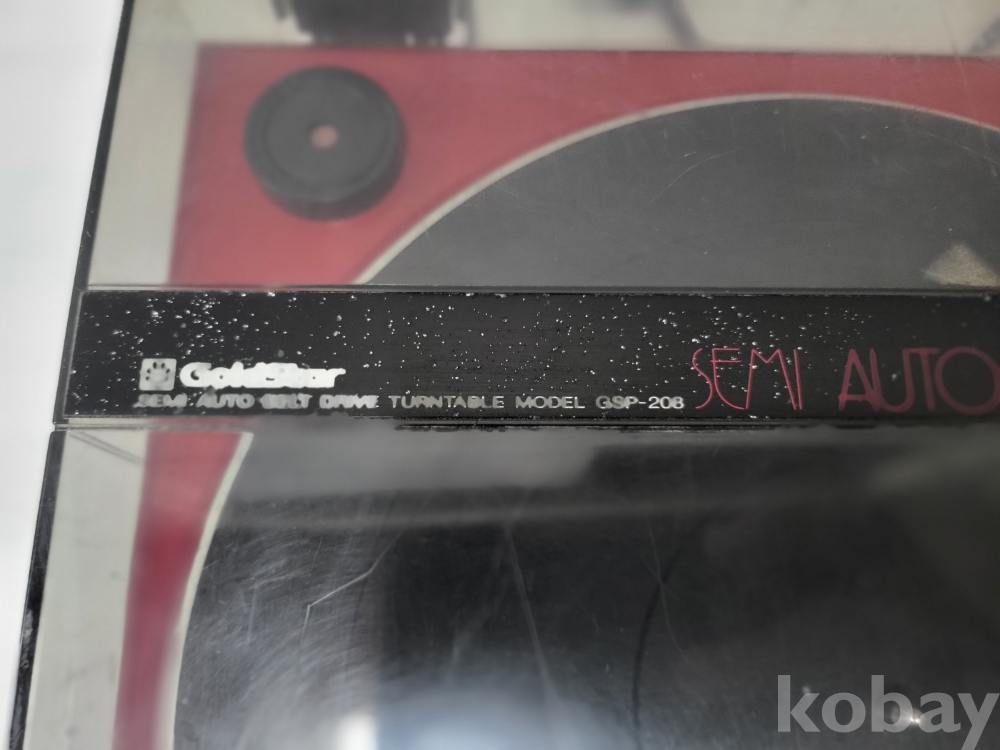 GoldStar
SEMI AUTO BELT DRIVE TURNTABLE MODEL GSP-208
SEMI AUTO
kobay